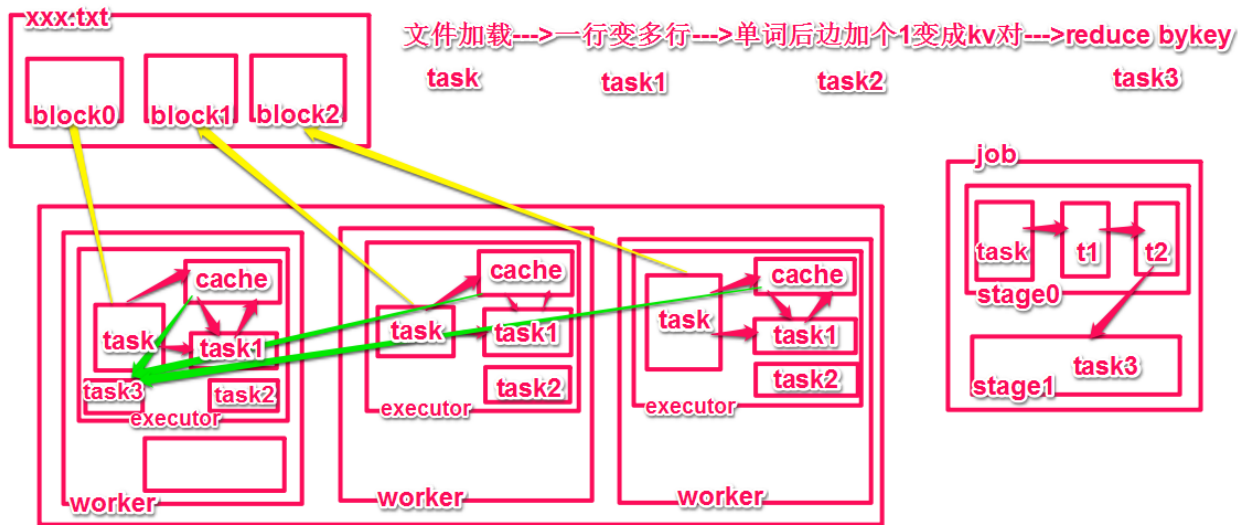 xxx.txt
文件加载--->一行变多行--->单词后边加个1变成kv对--->reduce bykey
task task1 task2 task3
block0 block1 block2
job
task t1 t2
stage0
task3
stage1
cache
task task1
task3 task2
executor
worker
cache
task task1
task2
executor
worker
cache
task task1
task2
executor
worker